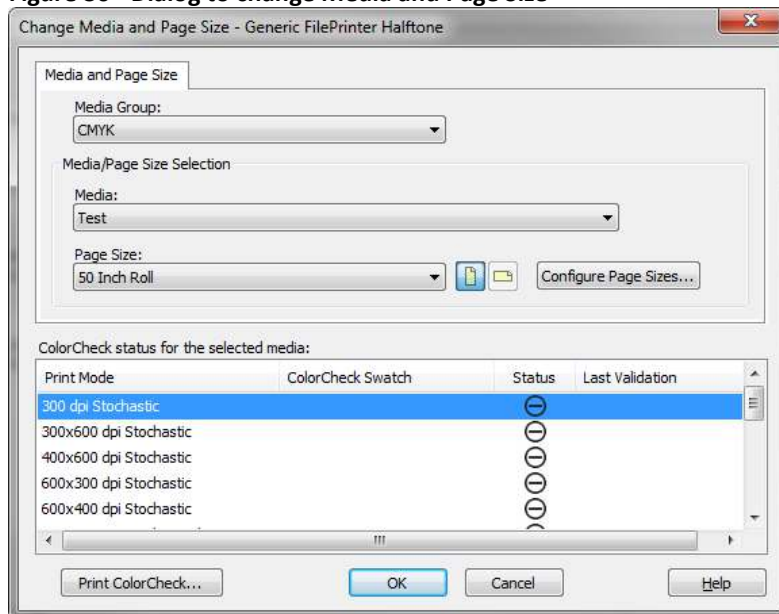 Change Media and Page Size - Generic FilePrinter Halftone
Media and Page Size
Media Group:
CMYK
Media/Page Size Selection
Media:
Test
Page Size:
50 Inch Roll
Configure Page Sizes...
ColorCheck status for the selected media:
Print Mode ColorCheck Swatch Status Last Validation
300 dpi Stochastic
300x600 dpi Stochastic
400x600 dpi Stochastic
600x300 dpi Stochastic
600x400 dpi Stochastic
Print ColorCheck... OK Cancel Help